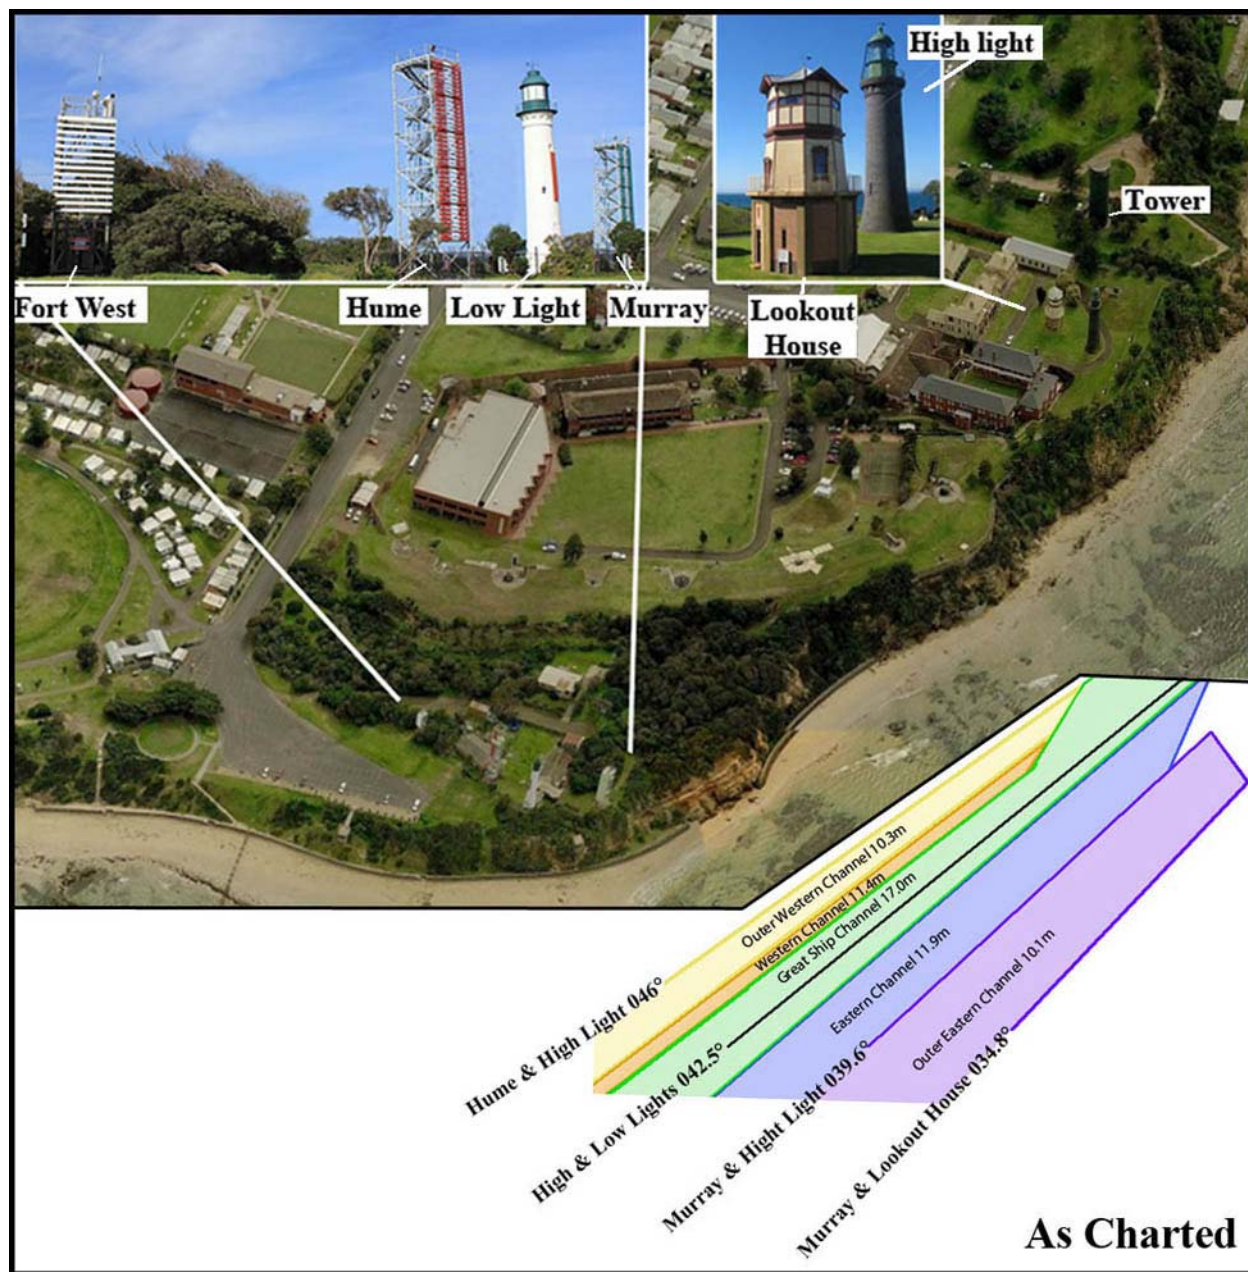 High light
Tower
Fort West
Hume
Low Light
Murray
Lookout
House
Outer Western Channel 10.3m
Western Channel 11.4m
Great Ship Channel 17.0m
Eastern Channel 11.9m
Outer Eastern Channel 10.1m
Hume & High Light 046°
High & Low Lights 042.5°
Murray & Hight Light 039.6°
Murray & Lookout House 034.8°
As Charted